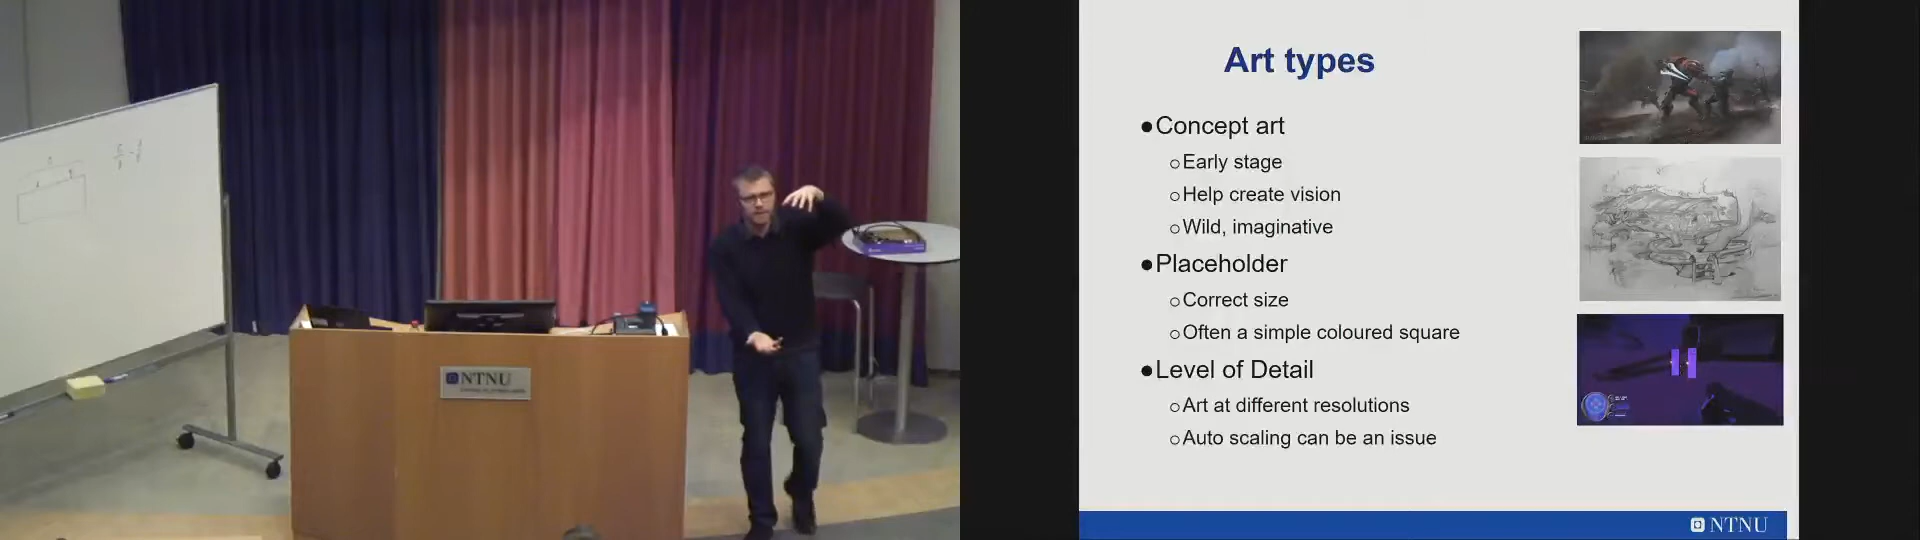 NTNU
Art types
●Concept art
○Early stage
○Help create vision
○Wild, imaginative
●Placeholder
○Correct size
○Often a simple coloured square
●Level of Detail
○Art at different resolutions
○Auto scaling can be an issue
NTNU